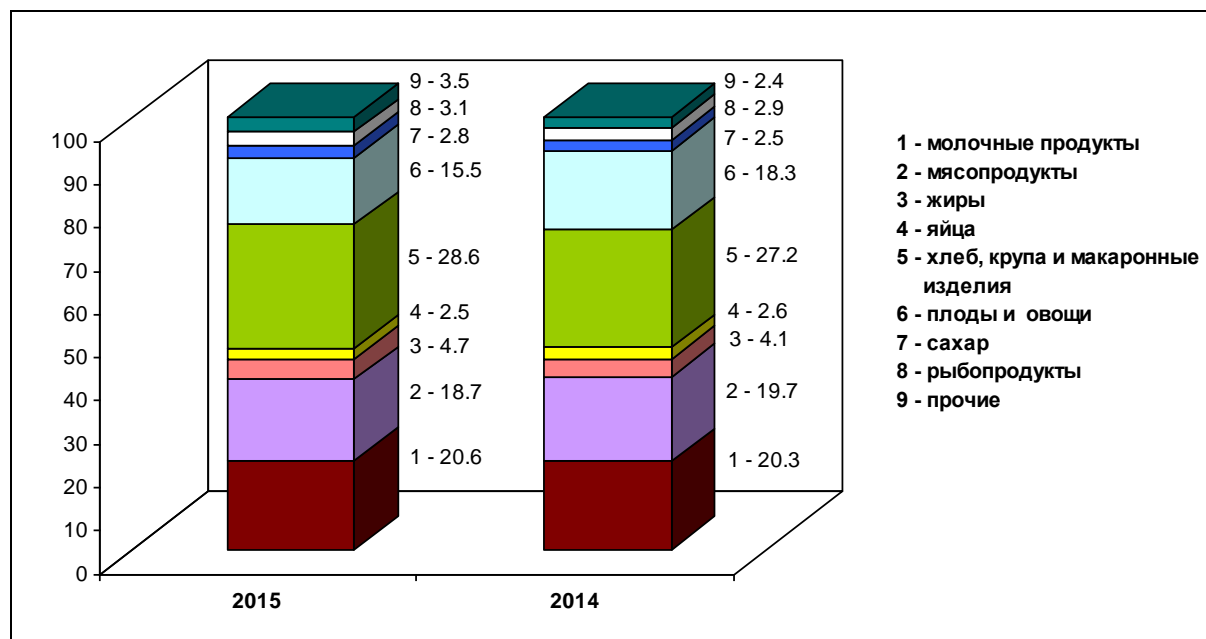 100
90
80
70
60
50
40
30
20
10
0
9 - 3.5
8 - 3.1
7 - 2.8
6 - 15.5
5 - 28.6
4 - 2.5
3 - 4.7
2 - 18.7
1 - 20.6
9 - 2.4
8 - 2.9
7 - 2.5
6 - 18.3
5 - 27.2
4 - 2.6
3 - 4.1
2 - 19.7
1 - 20.3
2015
2014
1 - молочные продукты
2 - мясопродукты
3 - жиры
4 - яйца
5 - хлеб, крупа и макаронные
изделия
6 - плоды и овощи
7 - сахар
8 - рыбопродукты
9 - прочие